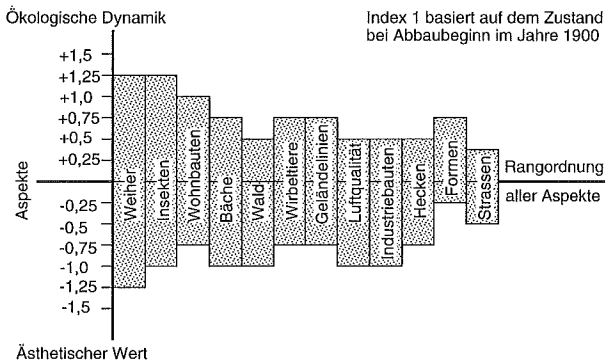 Ökologische Dynamik
Index 1 basiert auf dem Zustand
bei Abbaubeginn im Jahre 1900
+1,5
+1,25
+1,0
+0,75
+0,5
+0,25
-0,25
-0,5
-0,75
-1,0
-1,25
-1,5
Aspekte
Weiher
Insekten
Wohnbauten
Bäche
Wald
Wirbeltiere
Geländelinien
Luftqualität
Industriebauten
Hecken
Formen
Strassen
Rangordnung
aller Aspekte
Ästhetischer Wert